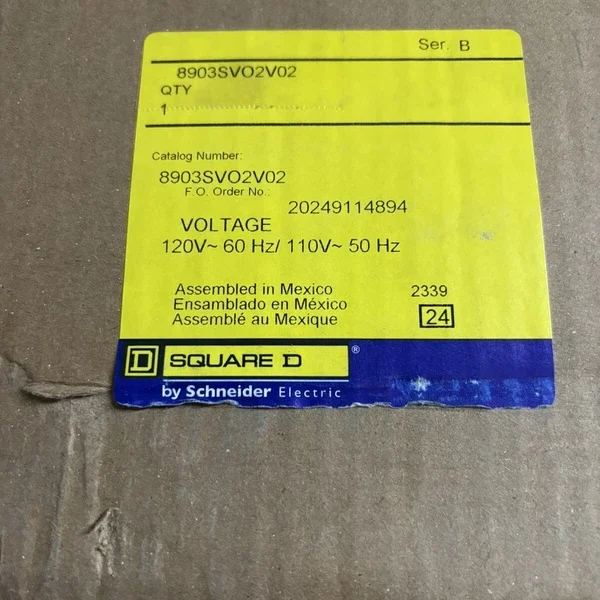 Ser. B
8903SVO2V02
QTY
1
Catalog Number:
8903SVO2V02
F.O. Order No.:
20249114894
VOLTAGE
120V~ 60 Hz/ 110V~ 50 Hz
Assembled in Mexico
2339
Ensamblado en México
Assemblé au Mexique
24
D SQUARE D ®
by Schneider Electric